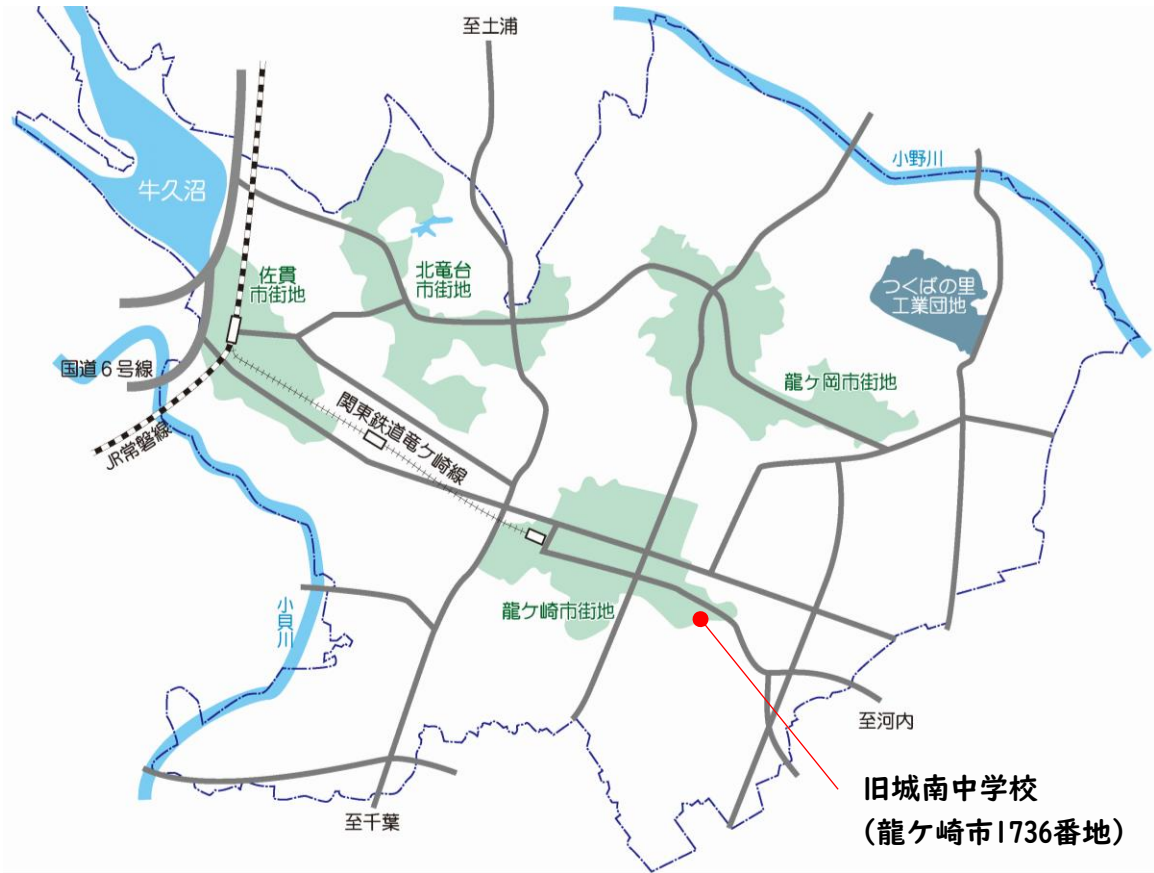 至土浦
小野川
牛久沼
佐貫
市街地
北竜台
市街地
つくばの里
工業団地
国道6号線
龍ケ岡市街地
関東鉄道竜ケ崎線
JR常磐線
小貝川
龍ケ崎市街地
至河内
旧城南中学校
(龍ケ崎市1736番地)
至千葉